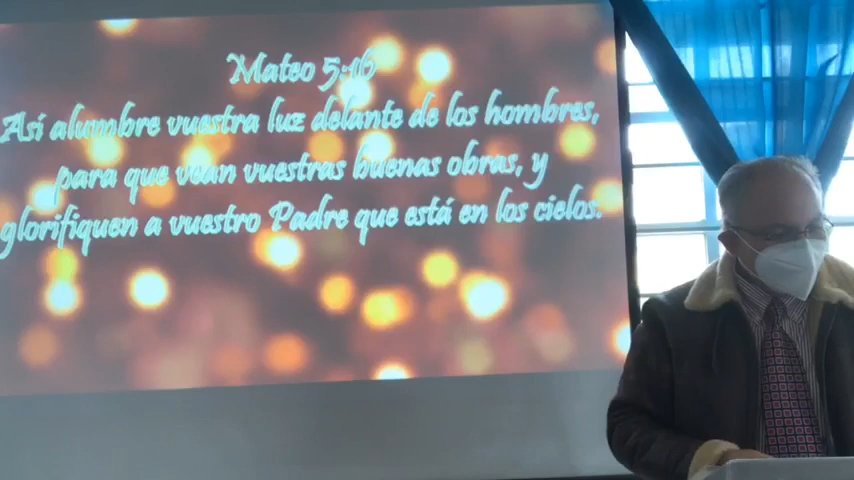 Mateo 5:16
Así alumbre vuestra luz delante de los hombres,
para que vean vuestras buenas obras, y
glorifiquen a vuestro Padre que está en los cielos.